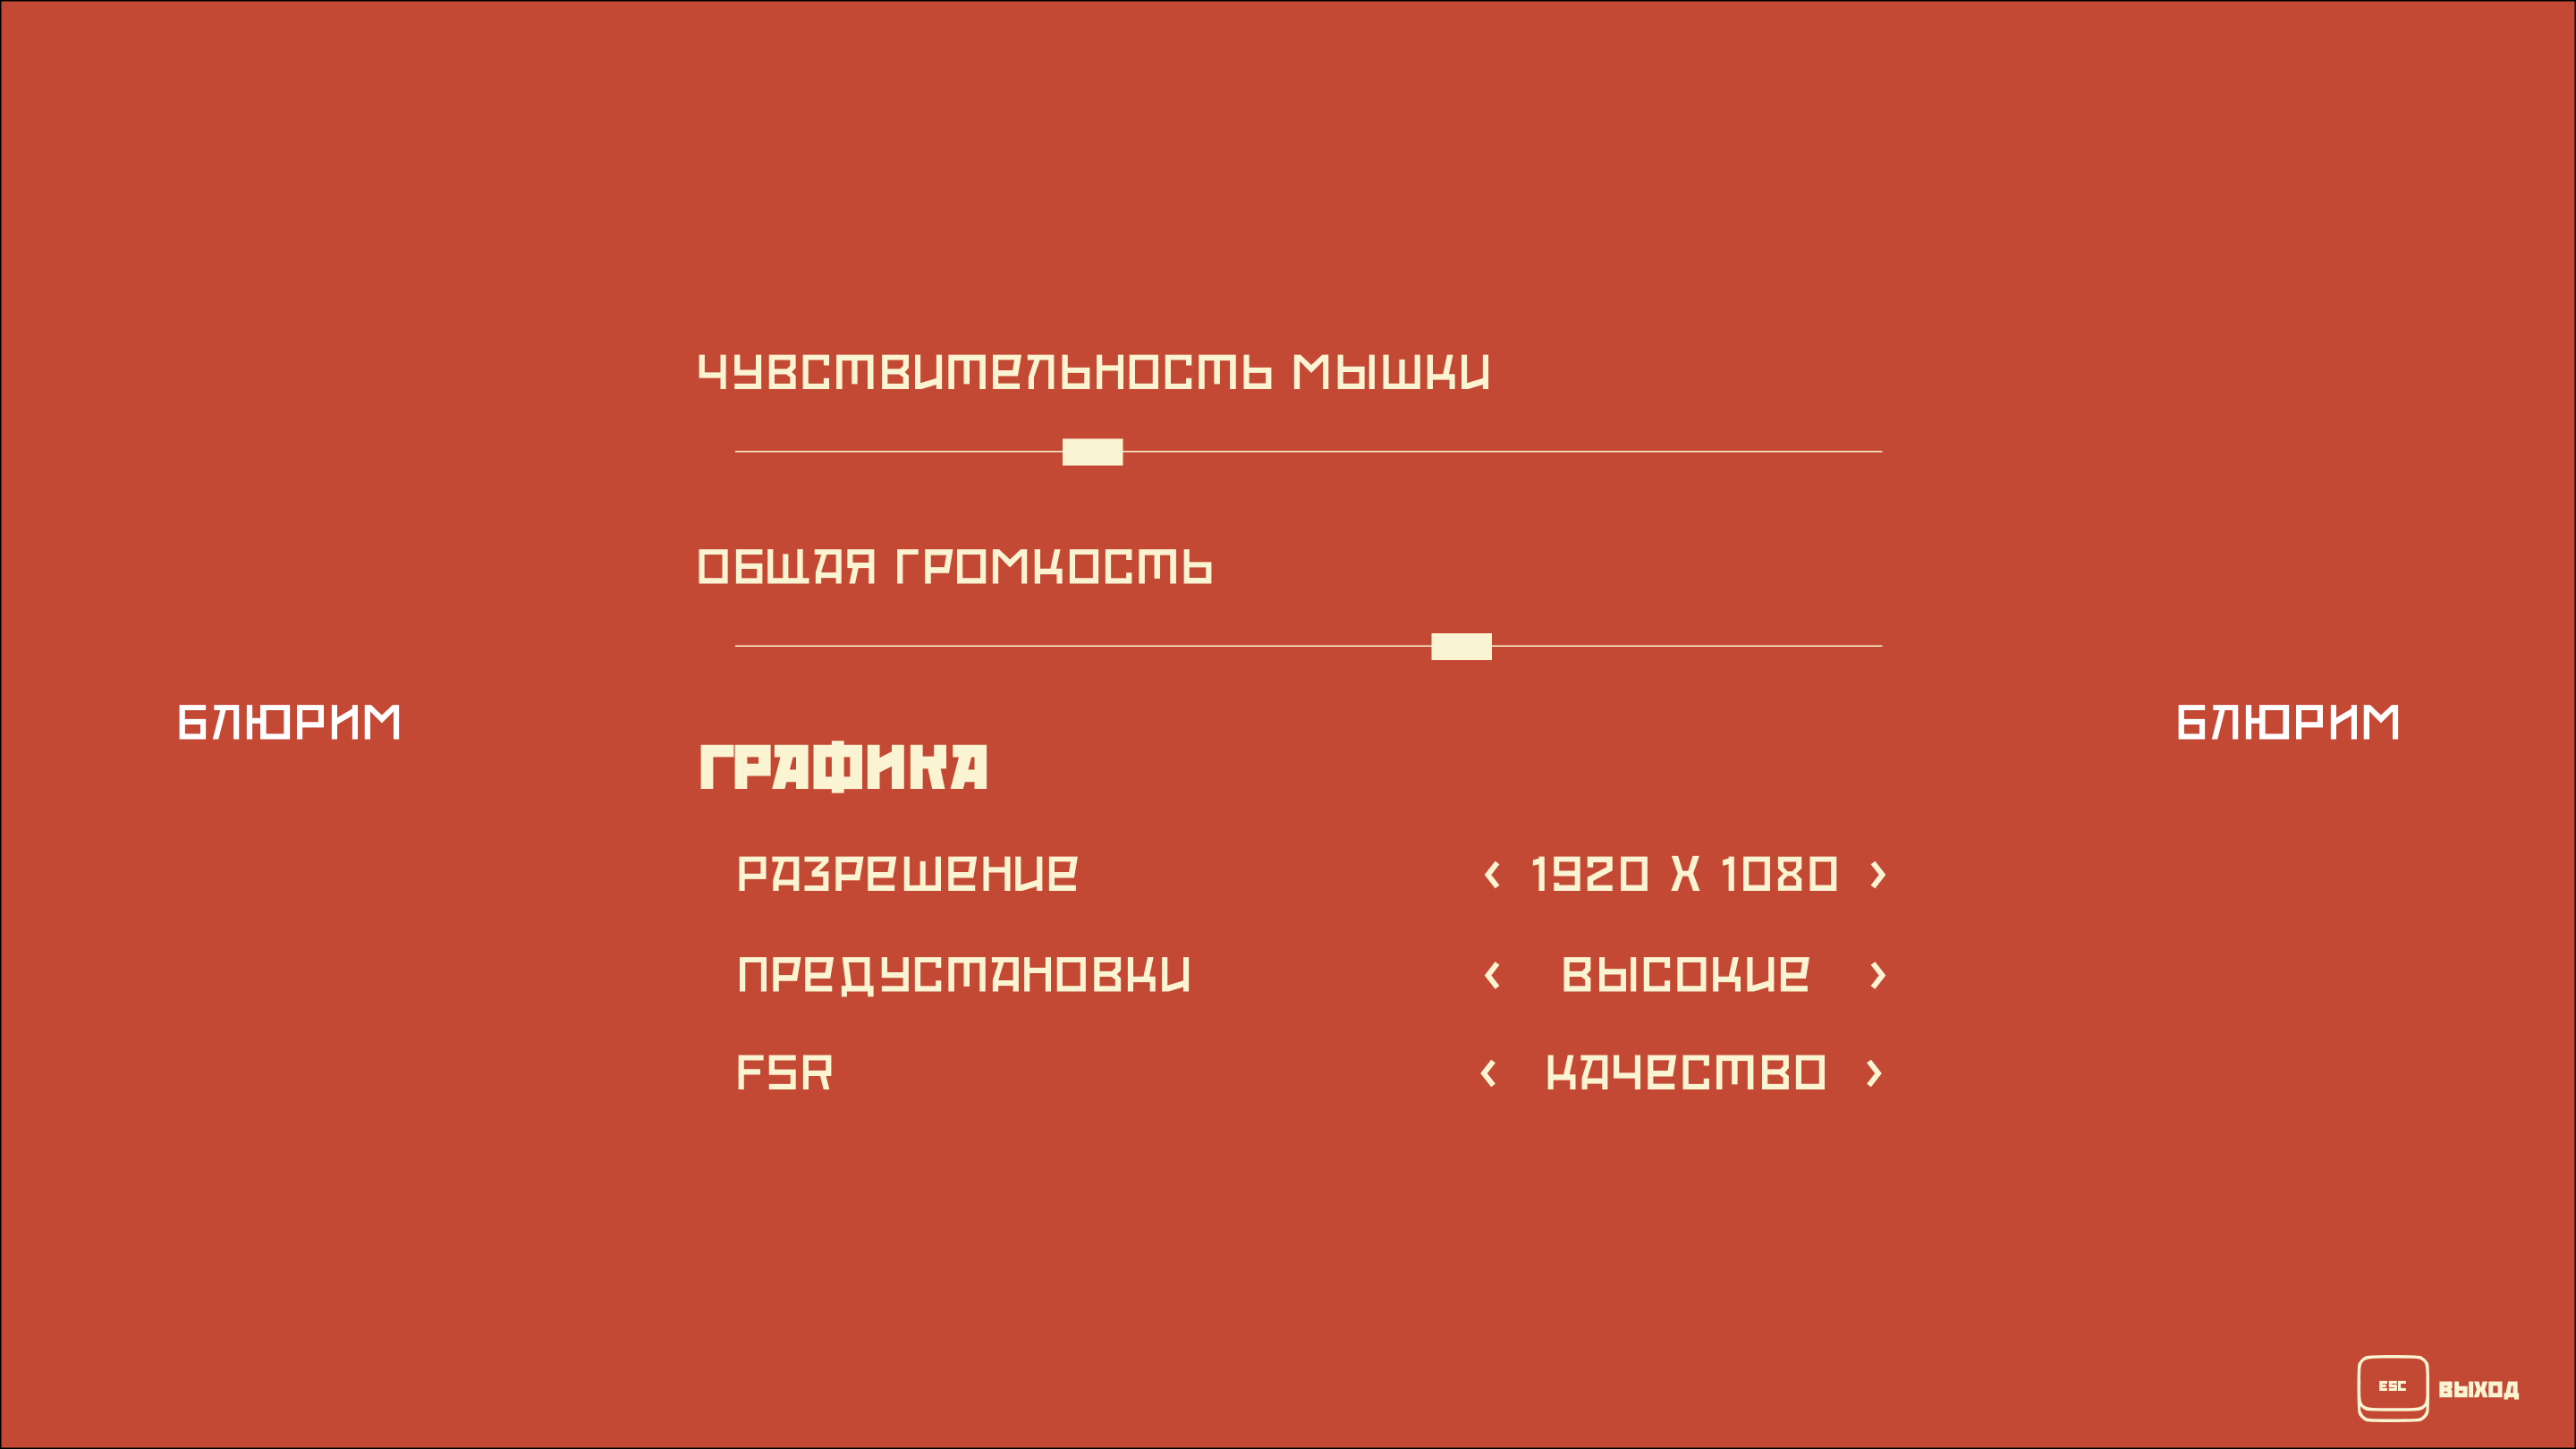 ЧУВСТВИТЕЛЬНОСТЬ МЫШКИ
ОБЩАЯ ГРОМКОСТЬ
БЛЮРИМ
БЛЮРИМ
ГРАФИКА
РАЗРЕШЕНИЕ < 1920 X 1080 >
ПРЕДУСТАНОВКИ < ВЫСОКИЕ >
FSR < КАЧЕСТВО >
ESC ВЫХОД